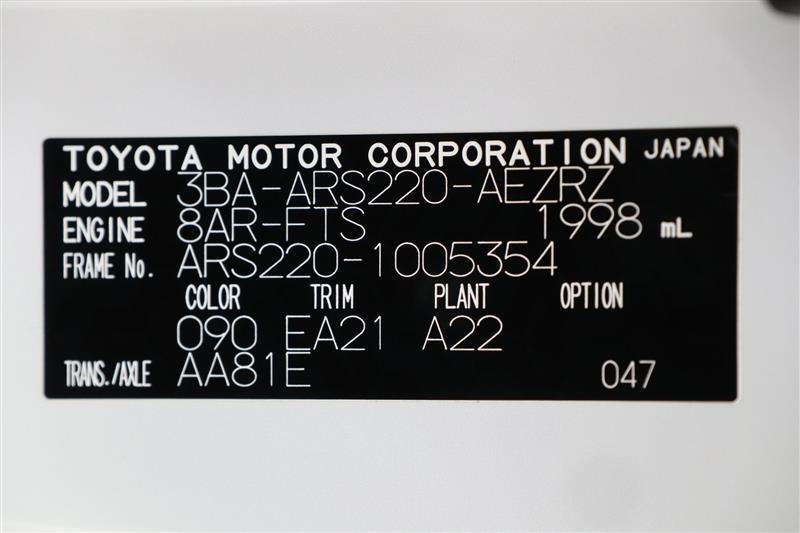 TOYOTA MOTOR CORPORATION JAPAN
MODEL 3BA-ARS220-AEZRZ
ENGINE 8AR-FTS 1998 mL
FRAME No. ARS220-1005354
COLOR TRIM PLANT OPTION
090 EA21 A22
TRANS./AXLE AA81E 047